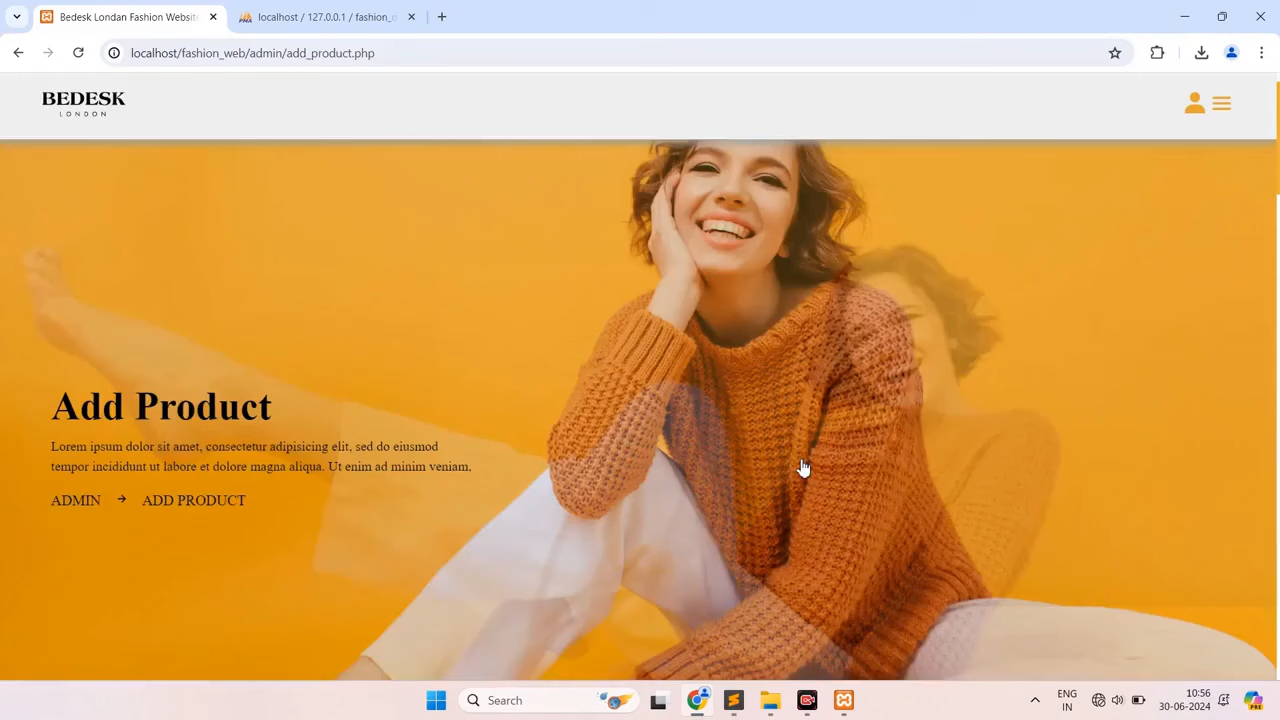 Bedesk Londan Fashion Websit
localhost / 127.0.0.1 / fashion_d
localhost/fashion_web/admin/add_product.php
BEDESK
LONDON
Add Product
Lorem ipsum dolor sit amet, consectetur adipisicing elit, sed do eiusmod
tempor incididunt ut labore et dolore magna aliqua. Ut enim ad minim veniam,
ADMIN → ADD PRODUCT
Search
ENG
IN
10:56
30-06-2024